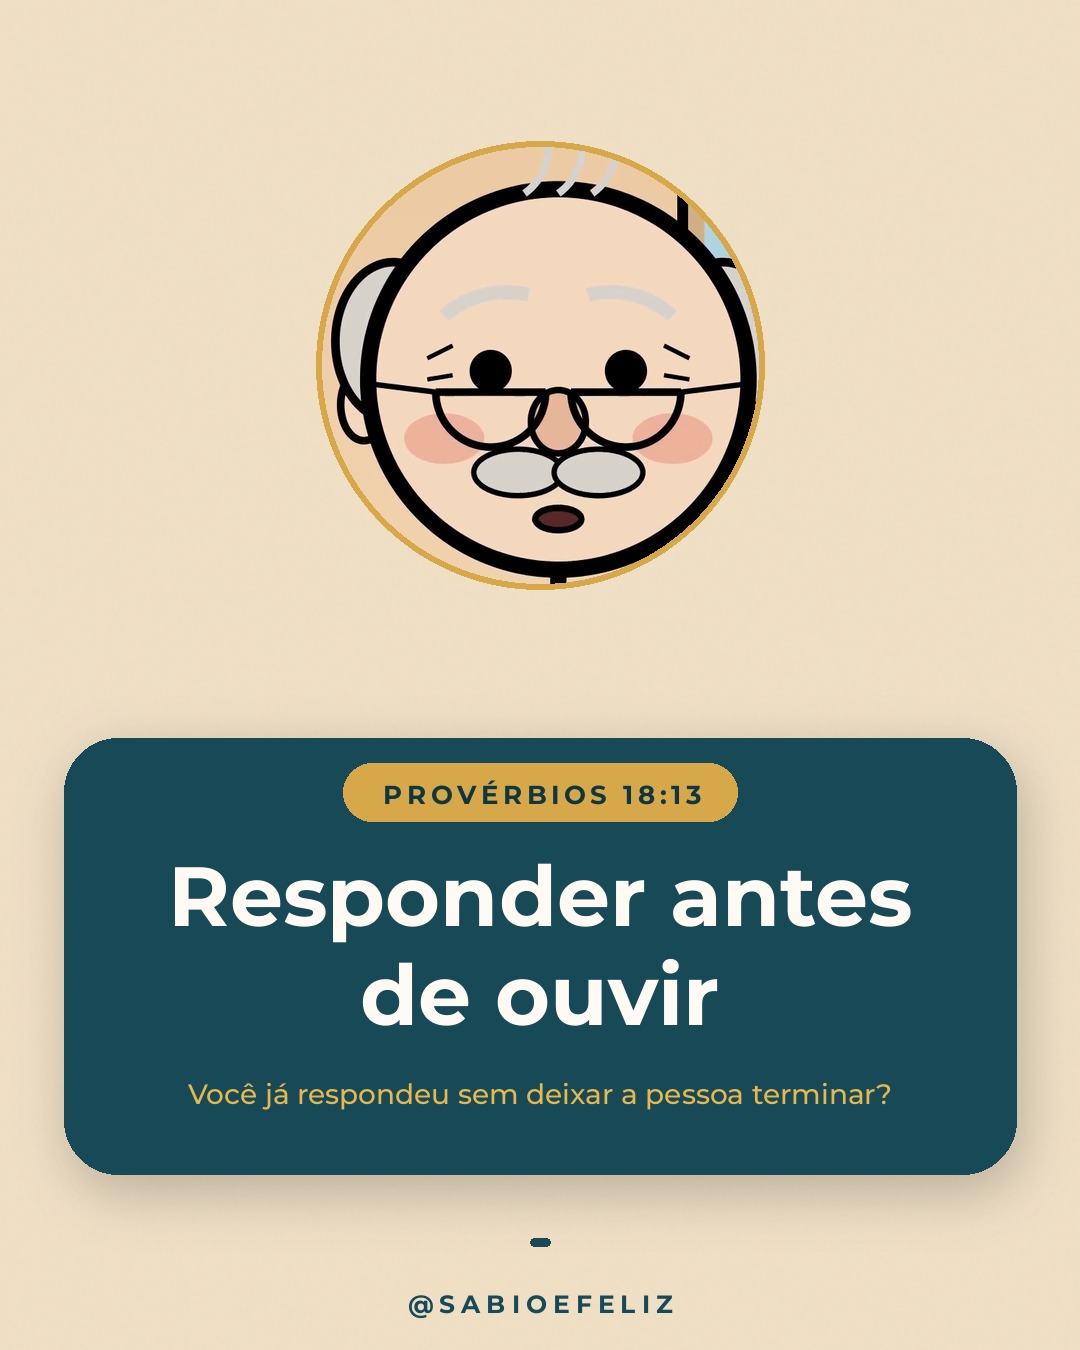 PROVÉRBIOS 18:13
Responder antes
de ouvir
Você já respondeu sem deixar a pessoa terminar?
@SABIOEFELIZ